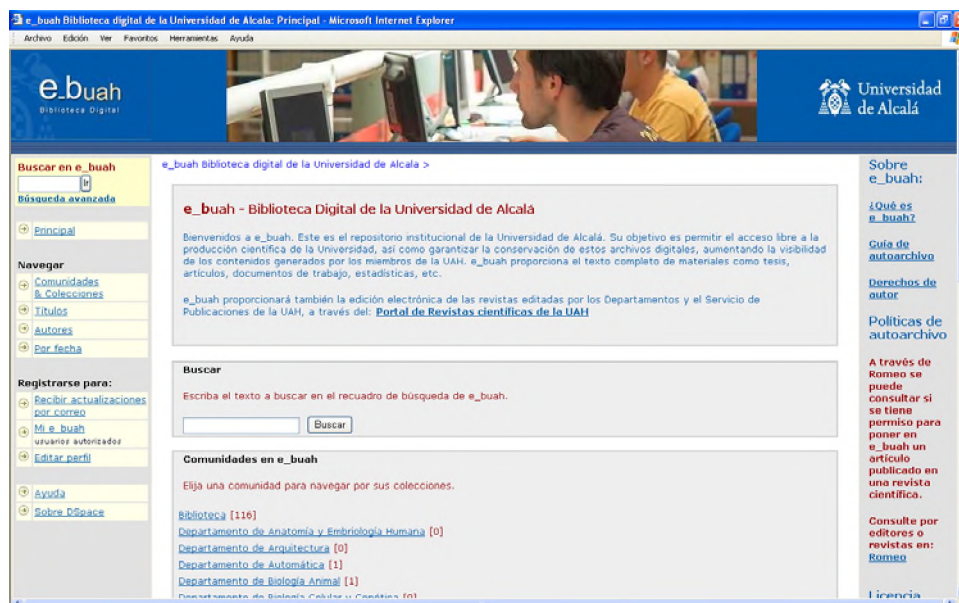 e_buah Biblioteca digital de la Universidad de Alcala: Principal - Microsoft Internet Explorer
Archivo Edición Ver Favoritos Herramientas Ayuda
e.buah
Biblioteca Digital
Universidad
de Alcalá
Buscar en e_buah
Ir
Búsqueda avanzada
Principal
Navegar
Comunidades
& Colecciones
Títulos
Autores
Por fecha
Registrarse para:
Recibir actualizaciones
por correo
Mi e_buah
usuarios autorizados
Editar perfil
Ayuda
Sobre DSpace
e_buah Biblioteca digital de la Universidad de Alcala >
e_buah - Biblioteca Digital de la Universidad de Alcalá
Bienvenidos a e_buah. Este es el repositorio institucional de la Universidad de Alcalá. Su objetivo es permitir el acceso libre a la
producción científica de la Universidad, así como garantizar la conservación de estos archivos digitales, aumentando la visibilidad
de los contenidos generados por los miembros de la UAH. e_buah proporciona el texto completo de materiales como tesis,
artículos, documentos de trabajo, estadísticas, etc.
e_buah proporcionará también la edición electrónica de las revistas editadas por los Departamentos y el Servicio de
Publicaciones de la UAH, a través del: Portal de Revistas científicas de la UAH
Buscar
Escriba el texto a buscar en el recuadro de búsqueda de e_buah.
Buscar
Comunidades en e_buah
Elija una comunidad para navegar por sus colecciones.
Biblioteca [116]
Departamento de Anatomía y Embriología Humana [0]
Departamento de Arquitectura [0]
Departamento de Automática [1]
Departamento de Biología Animal [1]
Departamento de Biología Celular y Genética [0]
Sobre
e_buah:
¿Qué es
e_buah?
Guía de
autoarchivo
Derechos de
autor
Políticas de
autoarchivo
A través de
Romeo se
puede
consultar si
se tiene
permiso para
poner en
e_buah un
artículo
publicado en
una revista
científica.
Consulte por
editores o
revistas en:
Romeo
Licencia